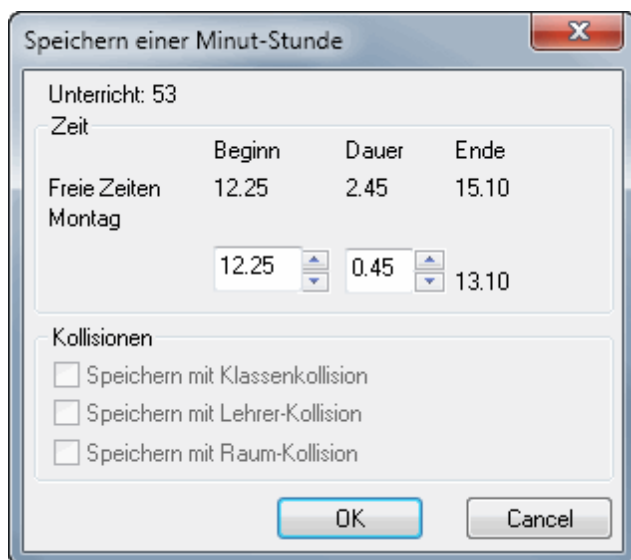 Speichern einer Minut-Stunde
Unterricht: 53
Zeit
Beginn Dauer Ende
Freie Zeiten 12.25 2.45 15.10
Montag
12.25 0.45 13.10
Kollisionen
Speichern mit Klassenkollision
Speichern mit Lehrer-Kollision
Speichern mit Raum-Kollision
OK Cancel